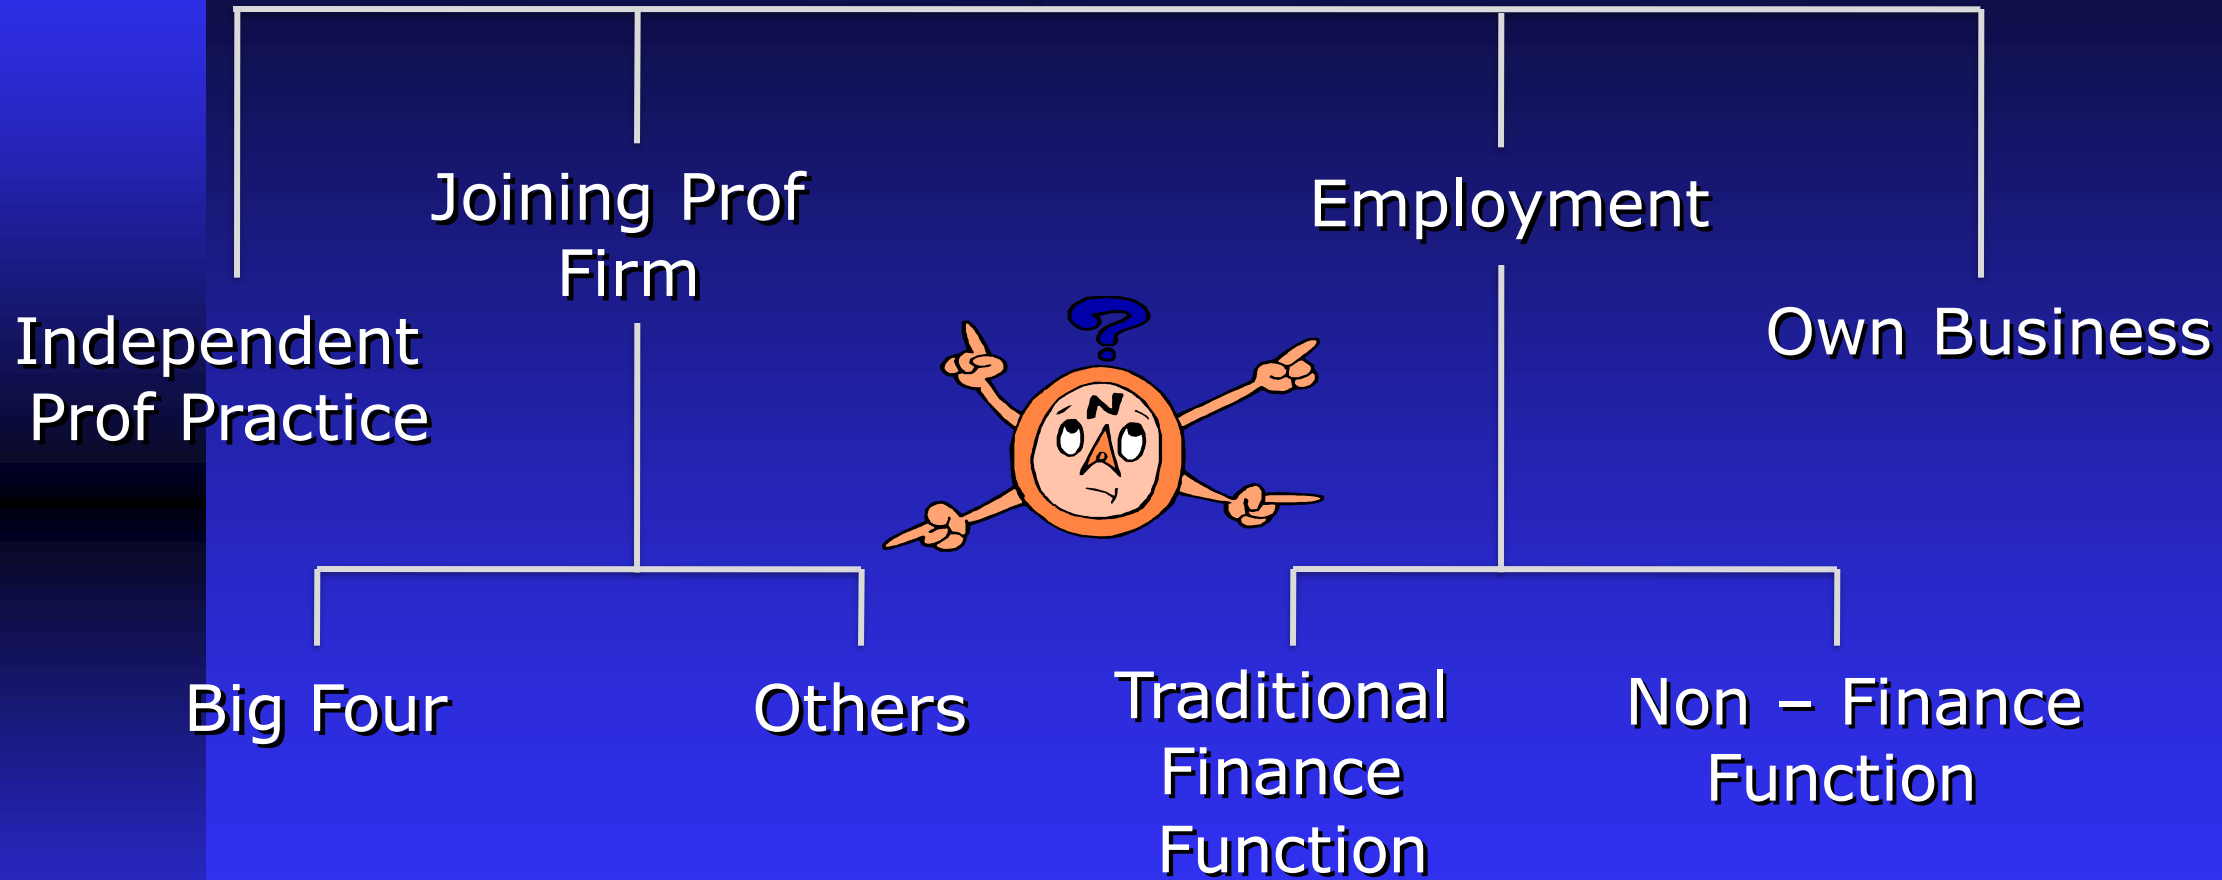 Joining Prof
Firm
Employment
Independent
Prof Practice
Own Business
?
N
Big Four
Others
Traditional
Finance
Function
Non – Finance
Function